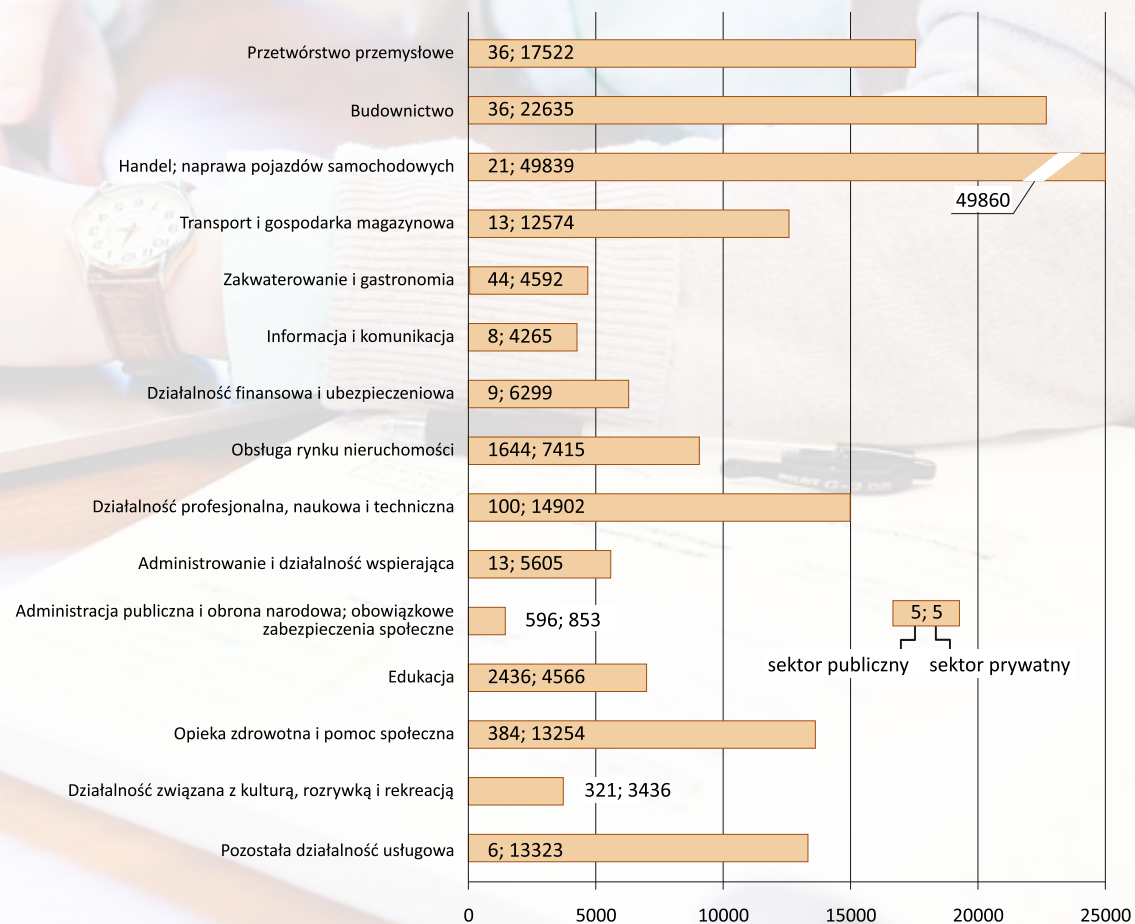 Przetwórstwo przemysłowe
36; 17522
Budownictwo
36; 22635
Handel; naprawa pojazdów samochodowych
21; 49839
49860
Transport i gospodarka magazynowa
13; 12574
Zakwaterowanie i gastronomia
44; 4592
Informacja i komunikacja
8; 4265
Działalność finansowa i ubezpieczeniowa
9; 6299
Obsługa rynku nieruchomości
1644; 7415
Działalność profesjonalna, naukowa i techniczna
100; 14902
Administrowanie i działalność wspierająca
13; 5605
Administracja publiczna i obrona narodowa; obowiązkowe
zabezpieczenia społeczne
596; 853
5; 5
sektor publiczny
sektor prywatny
Edukacja
2436; 4566
Opieka zdrowotna i pomoc społeczna
384; 13254
Działalność związana z kulturą, rozrywką i rekreacją
321; 3436
Pozostała działalność usługowa
6; 13323
0 5000 10000 15000 20000 25000